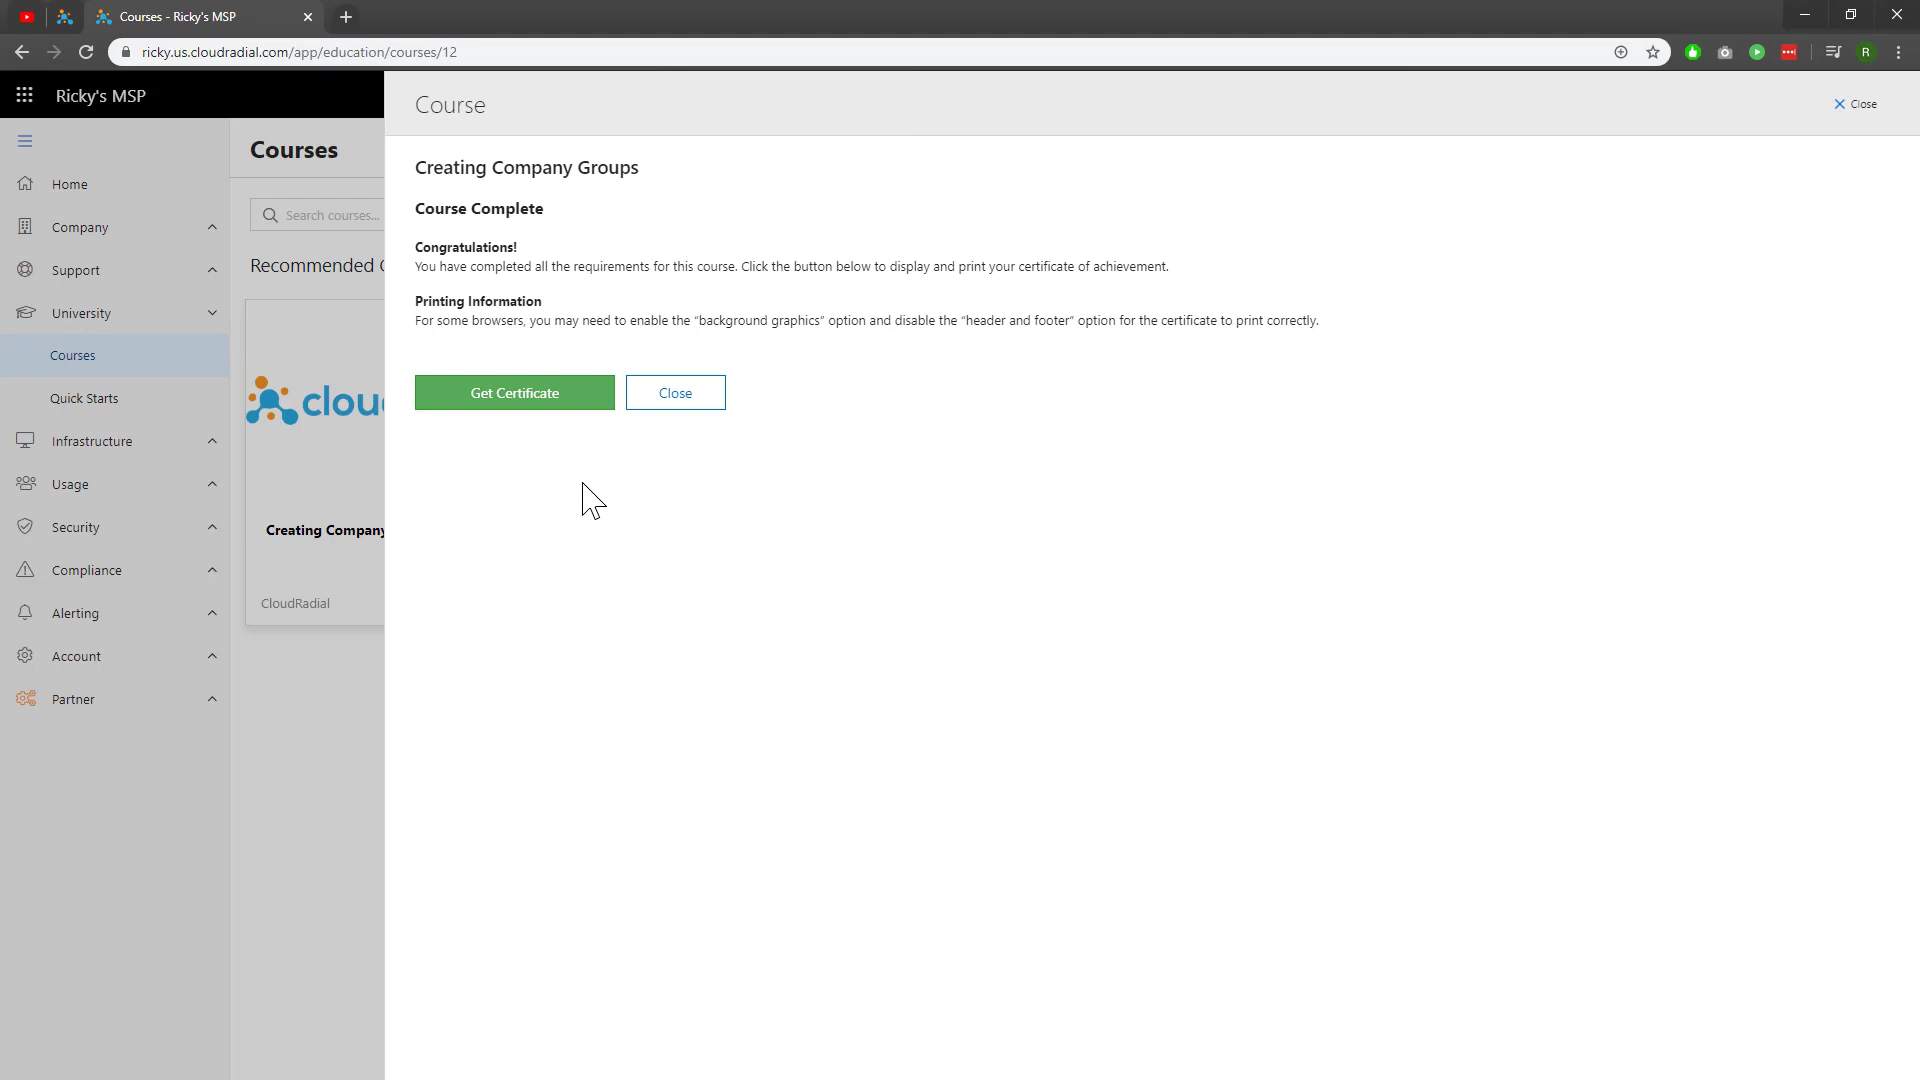 Courses - Ricky's MSP
ricky.us.cloudradial.com/app/education/courses/12
R
Ricky's MSP
Course
Close
Home
Company
Support
University
Courses
Quick Starts
Infrastructure
Usage
Security
Compliance
Alerting
Account
Partner
Courses
Search courses...
Recommended C
clou
Creating Company
CloudRadial
Creating Company Groups
Course Complete
Congratulations!
You have completed all the requirements for this course. Click the button below to display and print your certificate of achievement.
Printing Information
For some browsers, you may need to enable the “background graphics” option and disable the “header and footer” option for the certificate to print correctly.
Get Certificate
Close